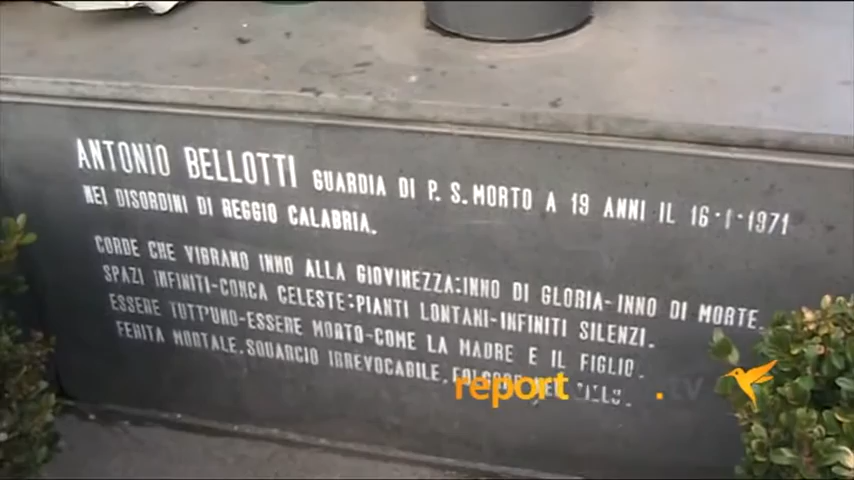 ANTONIO BELLOTTI GUARDIA DI P. S. MORTO A 19 ANNI IL 16·1·1971
NEI DISORDINI DI REGGIO CALABRIA.
CORDE CHE VIBRANO INNO ALLA GIOVINEZZA: INNO DI GLORIA-INNO DI MORTE.
SPAZI INFINITI-CONCA CELESTE: PIANTI LONTANI-INFINITI SILENZI.
ESSERE TUTT'UNO-ESSERE MORTO-COME LA MADRE E IL FIGLIO.
FERITA MORTALE. SQUARCIO IRREVOCABILE.
report.tv